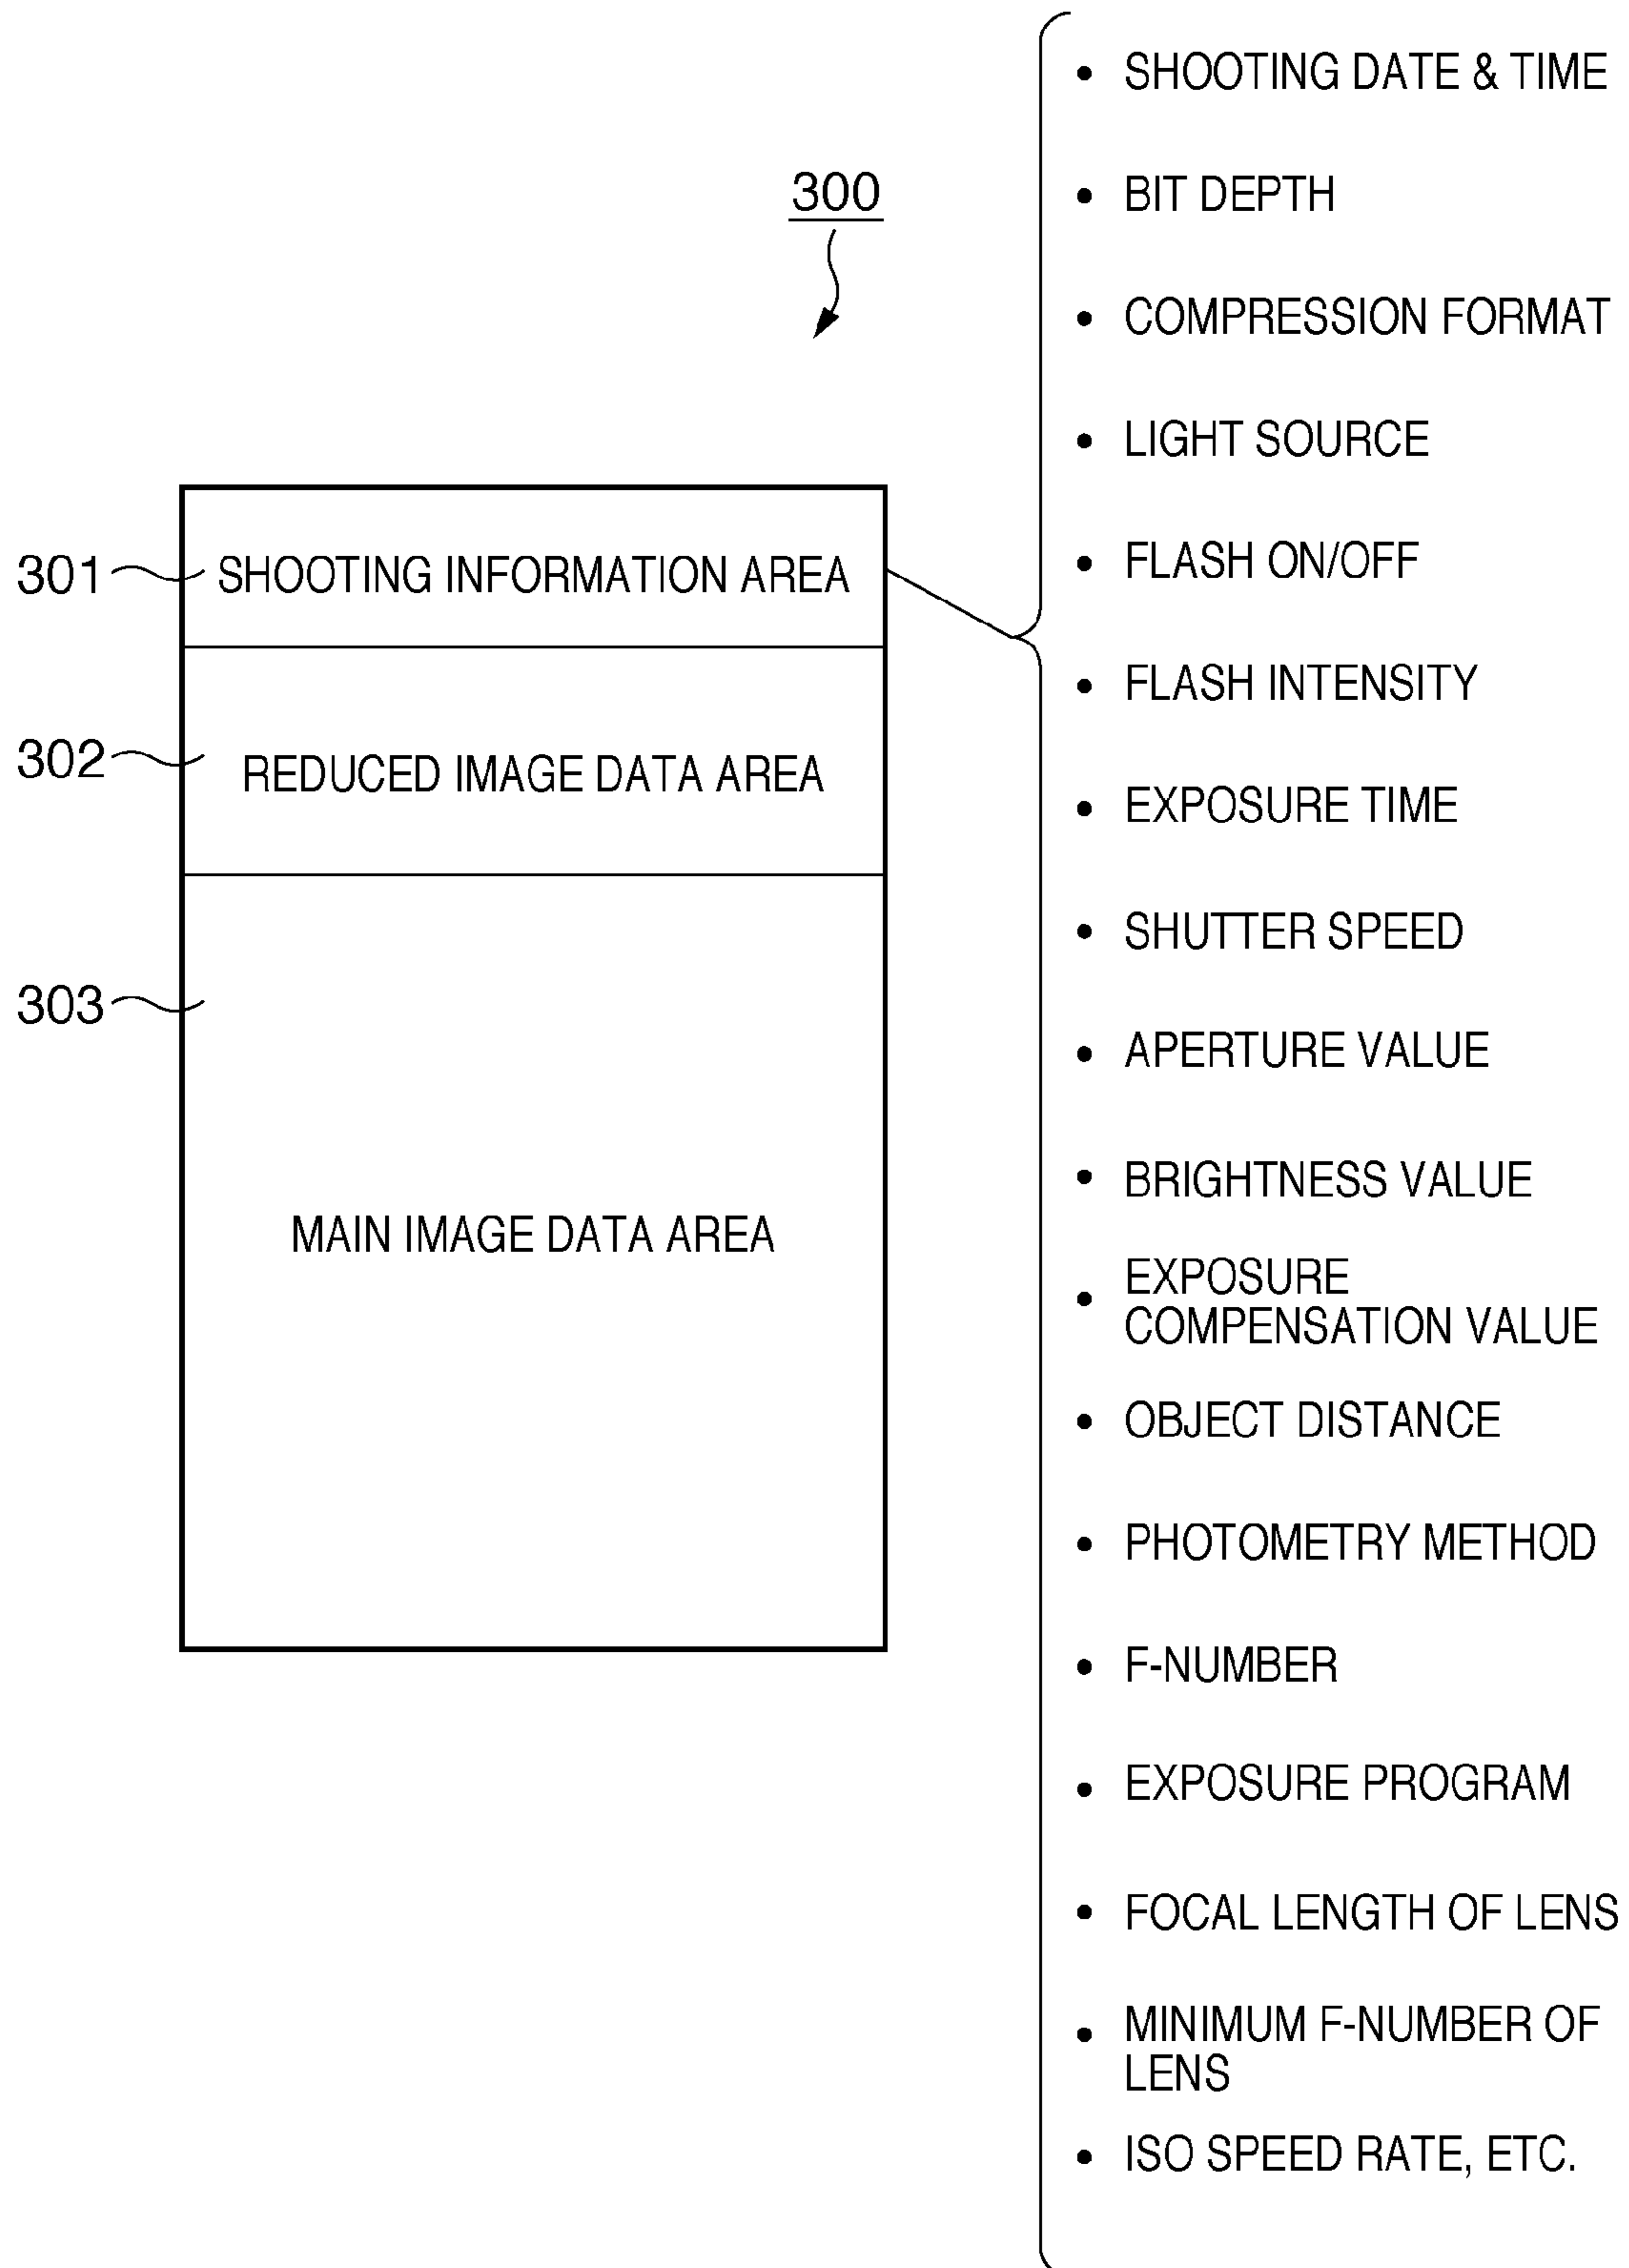 300
301
SHOOTING INFORMATION AREA
302
REDUCED IMAGE DATA AREA
303
MAIN IMAGE DATA AREA
• SHOOTING DATE & TIME
• BIT DEPTH
• COMPRESSION FORMAT
• LIGHT SOURCE
• FLASH ON/OFF
• FLASH INTENSITY
• EXPOSURE TIME
• SHUTTER SPEED
• APERTURE VALUE
• BRIGHTNESS VALUE
• EXPOSURE
COMPENSATION VALUE
• OBJECT DISTANCE
• PHOTOMETRY METHOD
• F-NUMBER
• EXPOSURE PROGRAM
• FOCAL LENGTH OF LENS
• MINIMUM F-NUMBER OF
LENS
• ISO SPEED RATE, ETC.